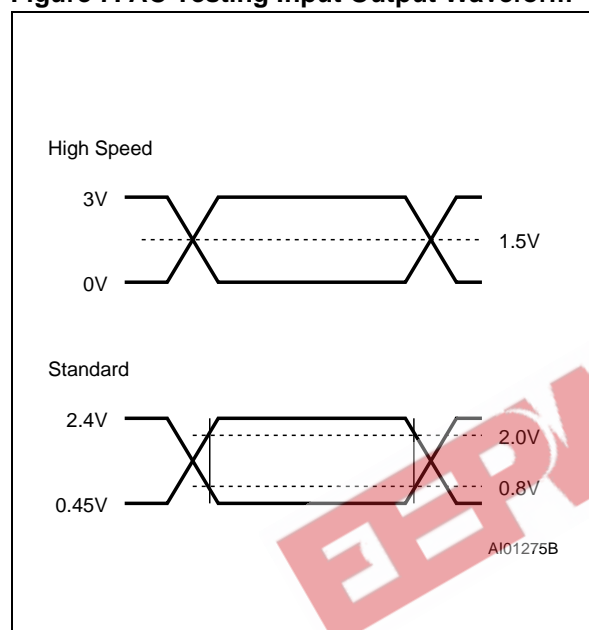 Figure 7. AC Testing Input Output Waveform
High Speed
3V
1.5V
0V
Standard
2.4V
2.0V
0.8V
0.45V
AI01275B